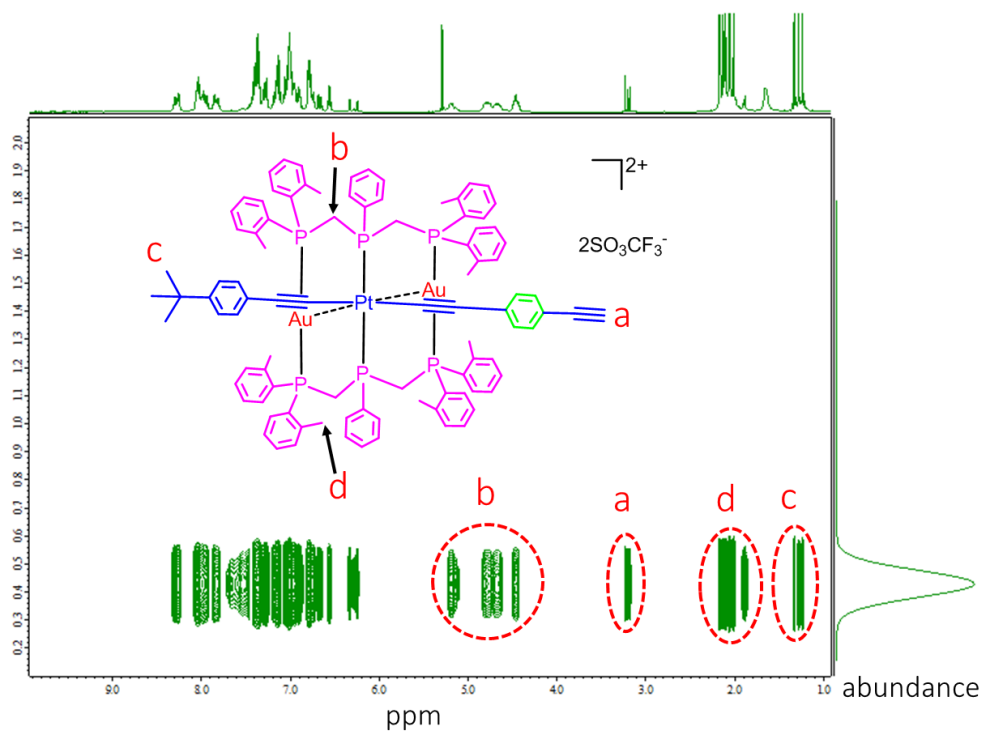 b
2+
2SO₃CF₃⁻
c
P P P
Au
Pt
Au
a
P P P
d
b
a
d
c
2.0
1.9
1.8
1.7
1.6
1.5
1.4
1.3
1.2
1.1
1.0
0.9
0.8
0.7
0.6
0.5
0.4
0.3
0.2
9.0 8.0 7.0 6.0 5.0 4.0 3.0 2.0 1.0
ppm
abundance